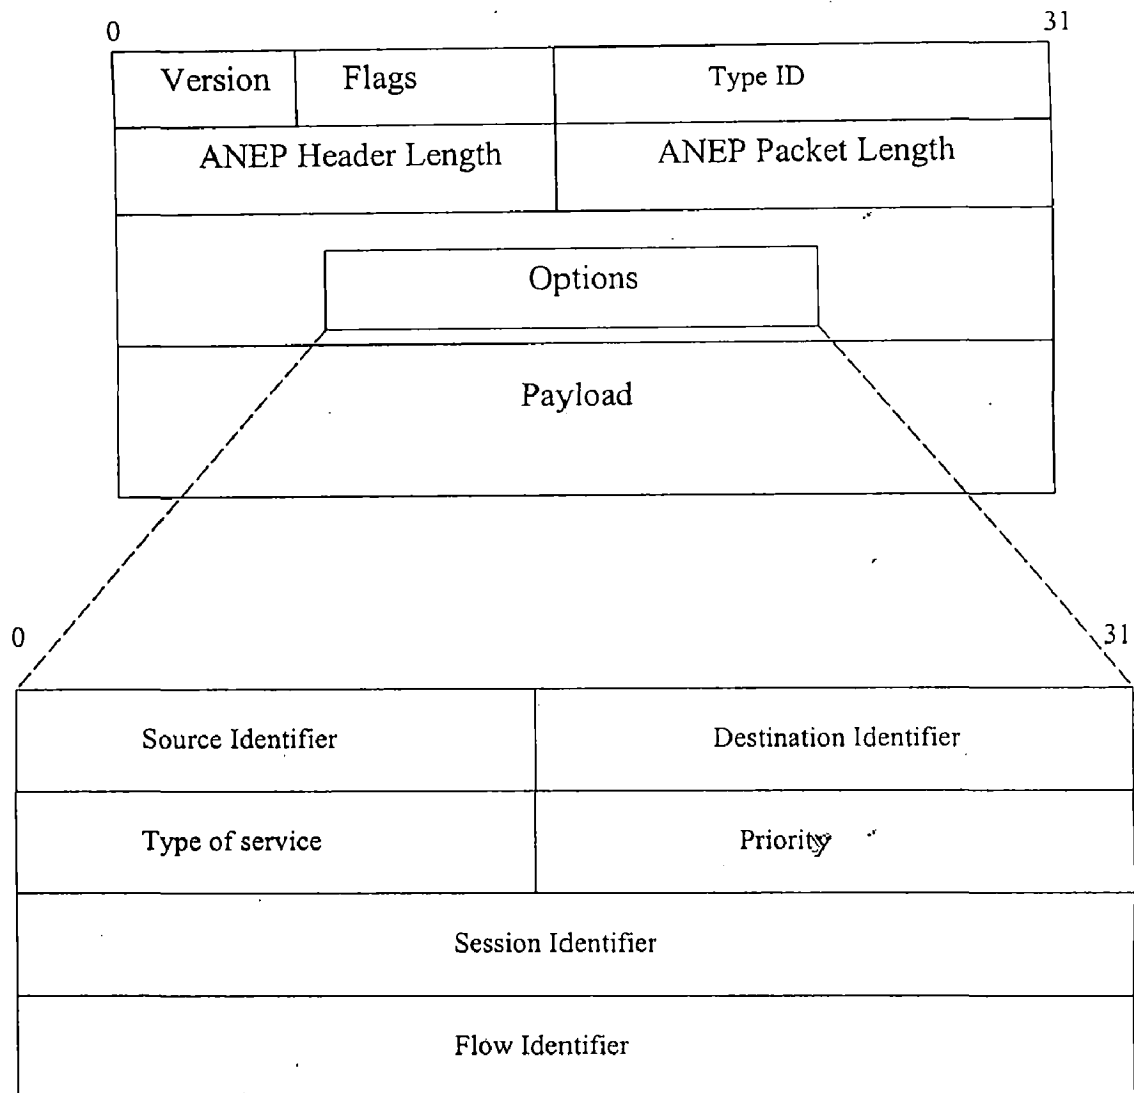 0 31
Version Flags Type ID
ANEP Header Length ANEP Packet Length
Options
Payload
0 31
Source Identifier Destination Identifier
Type of service Priority
Session Identifier
Flow Identifier